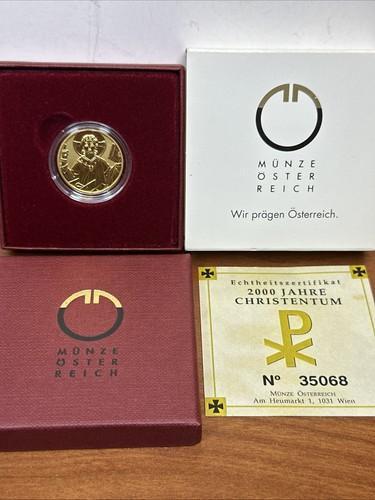 MÜNZE
ÖSTER
REICH
Wir prägen Österreich.
MÜNZE
ÖSTER
REICH
Echtheitszertifikat
2000 JAHRE
CHRISTENTUM
Nº 35068
MÜNZE ÖSTERREICH
Am Heumarkt 1, 1031 Wien